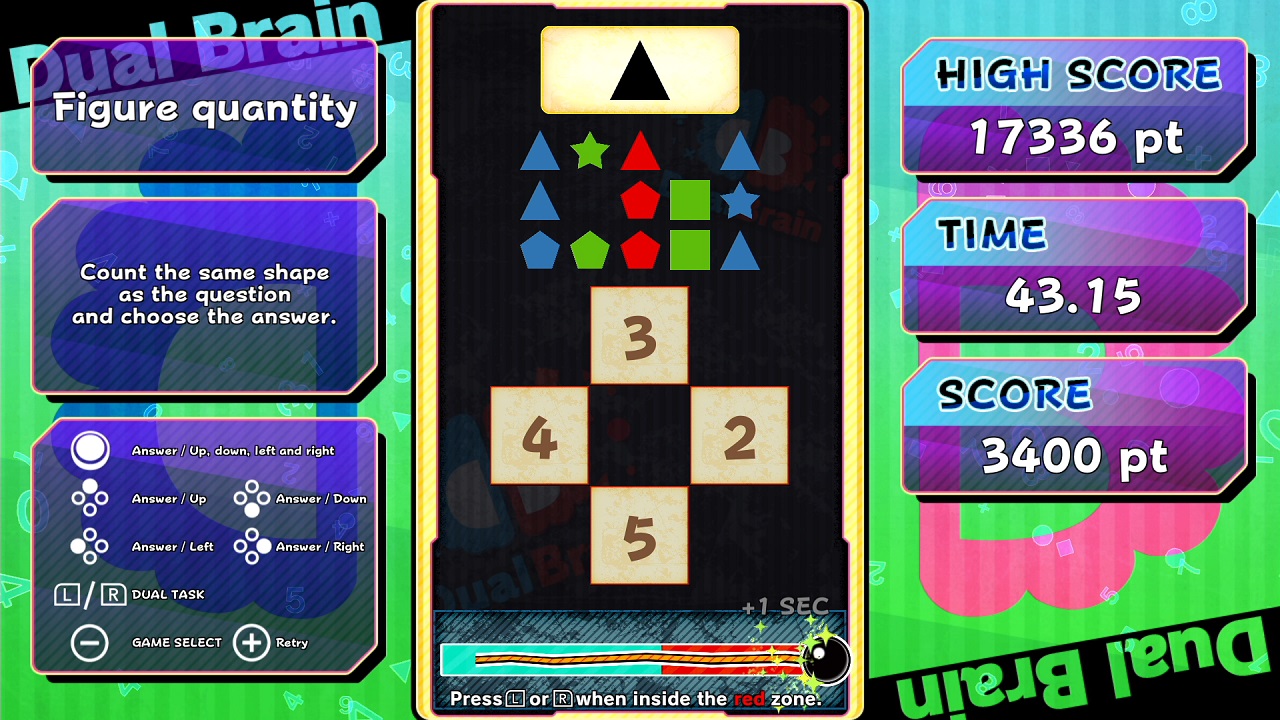 Dual Brain
Figure quantity
Count the same shape
as the question
and choose the answer.
Answer / Up, down, left and right
Answer / Up
Answer / Down
Answer / Left
Answer / Right
L / R DUAL TASK
GAME SELECT
Retry
3
4
2
5
+1 SEC
Press L or R when inside the red zone.
HIGH SCORE
17336 pt
TIME
43.15
SCORE
3400 pt
Dual Brain